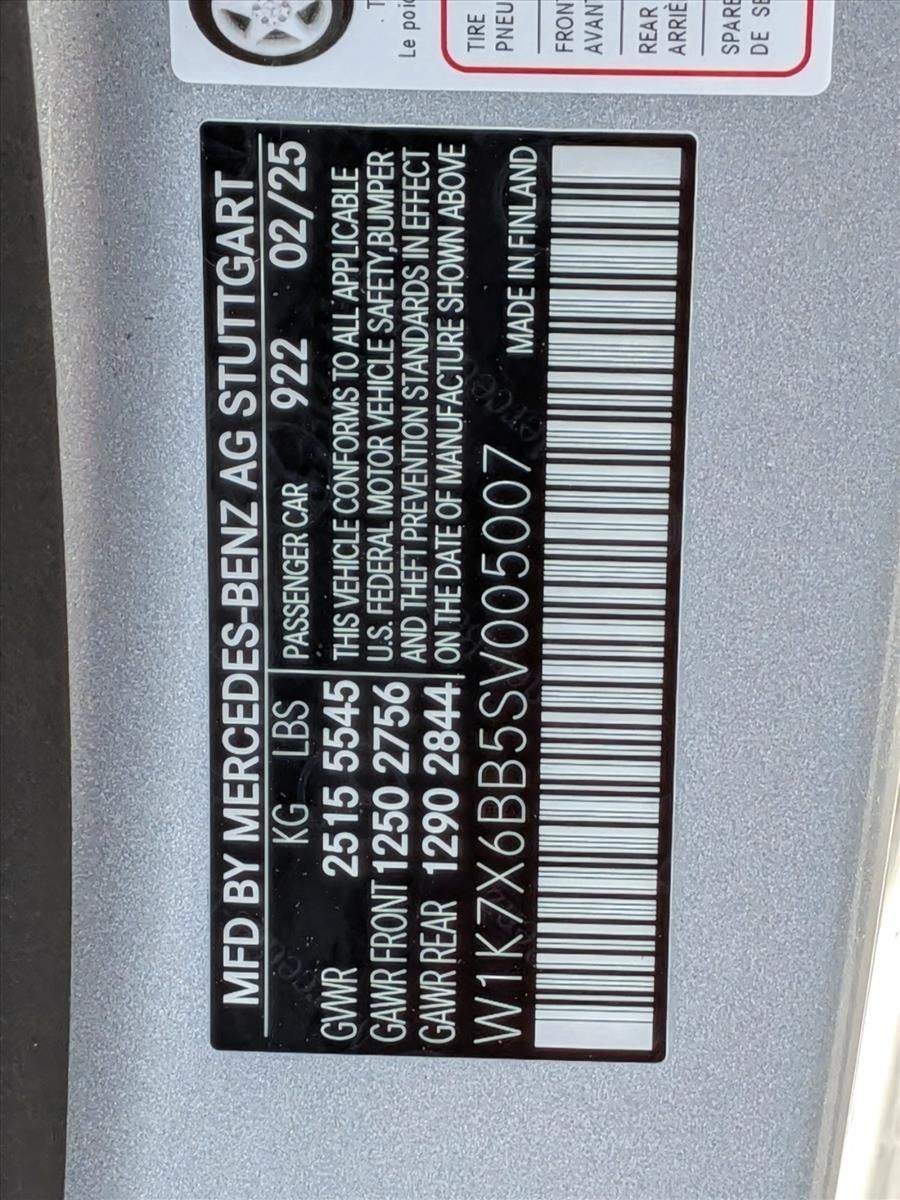 Le poi
TIRE
PNEU
FRONT
AVANT
REAR
ARRIÈ
SPARE
DE SE
MFD BY MERCEDES-BENZ AG STUTTGART
KG LBS PASSENGER CAR 922 02/25
GVWR 2515 5545 THIS VEHICLE CONFORMS TO ALL APPLICABLE
GAWR FRONT 1250 2756 U.S. FEDERAL MOTOR VEHICLE SAFETY,BUMPER
AND THEFT PREVENTION STANDARDS IN EFFECT
GAWR REAR 1290 2844 ON THE DATE OF MANUFACTURE SHOWN ABOVE
W1K7X6BB5SV005007 MADE IN FINLAND